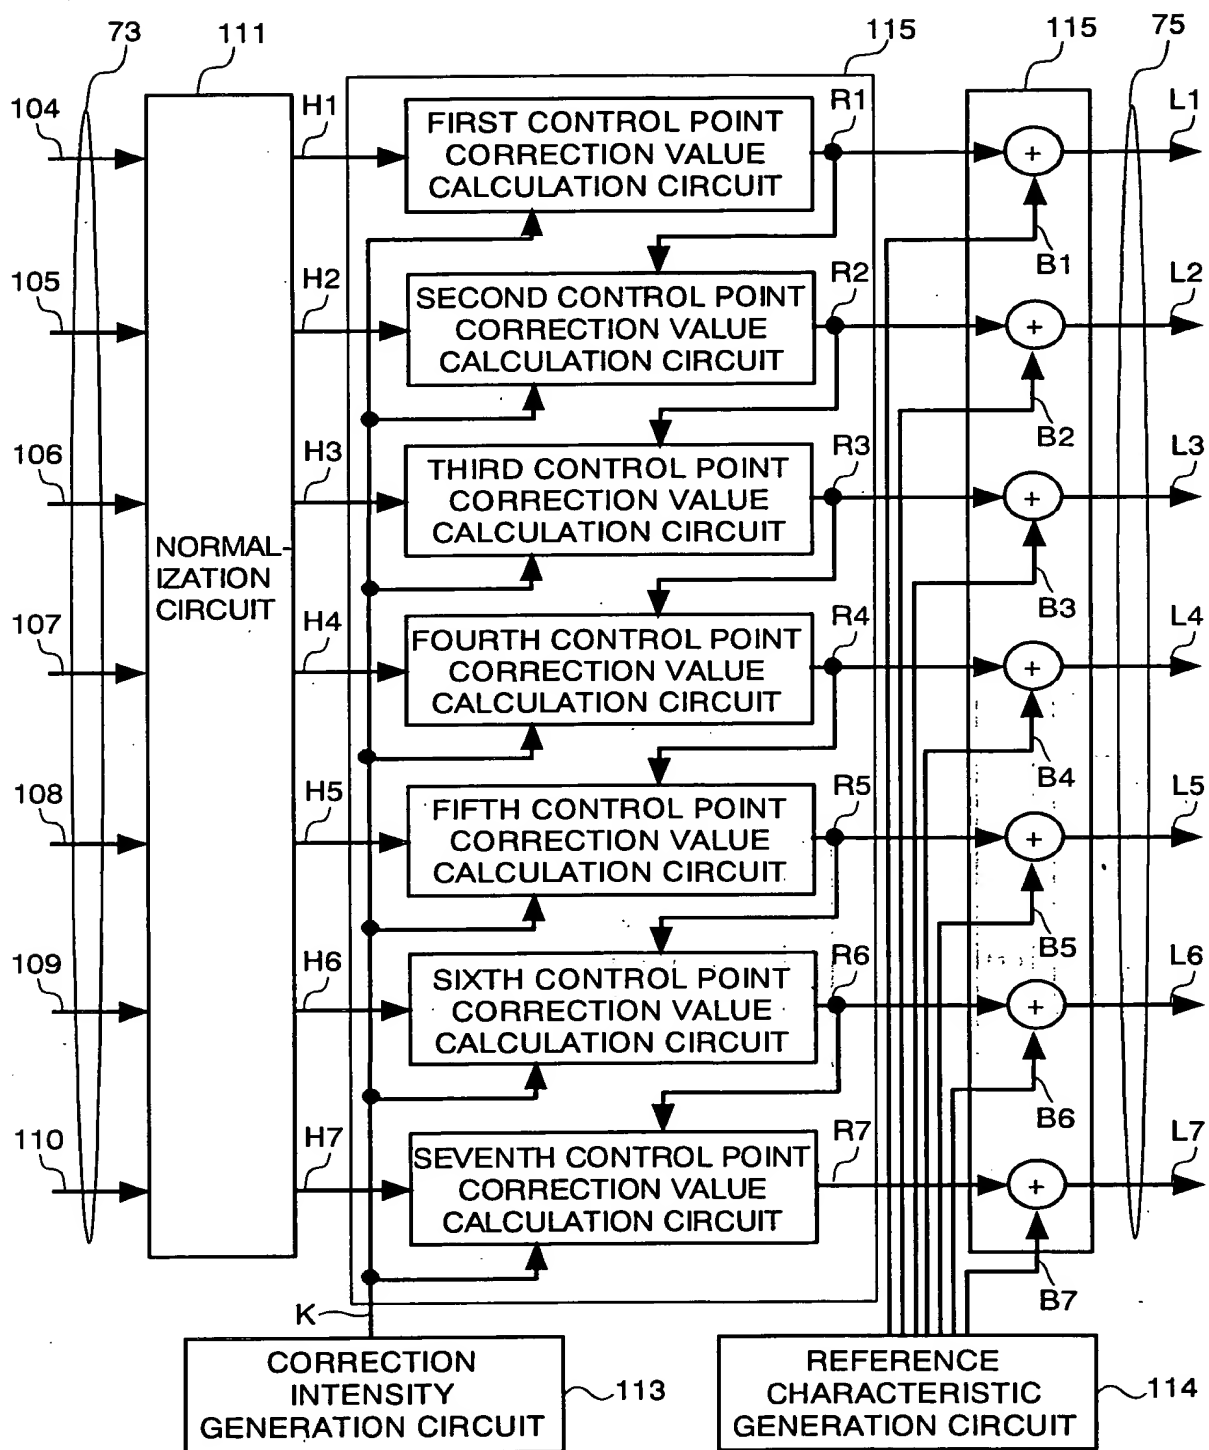 73
111
115
115
75
104
H1
FIRST CONTROL POINT
CORRECTION VALUE
CALCULATION CIRCUIT
R1
+
L1
B1
105
H2
SECOND CONTROL POINT
CORRECTION VALUE
CALCULATION CIRCUIT
R2
+
L2
B2
106
H3
THIRD CONTROL POINT
CORRECTION VALUE
CALCULATION CIRCUIT
R3
+
L3
B3
NORMAL-
IZATION
CIRCUIT
107
H4
FOURTH CONTROL POINT
CORRECTION VALUE
CALCULATION CIRCUIT
R4
+
L4
B4
108
H5
FIFTH CONTROL POINT
CORRECTION VALUE
CALCULATION CIRCUIT
R5
+
L5
B5
109
H6
SIXTH CONTROL POINT
CORRECTION VALUE
CALCULATION CIRCUIT
R6
+
L6
B6
110
H7
SEVENTH CONTROL POINT
CORRECTION VALUE
CALCULATION CIRCUIT
R7
+
L7
B7
K
CORRECTION
INTENSITY
GENERATION CIRCUIT
113
REFERENCE
CHARACTERISTIC
GENERATION CIRCUIT
114